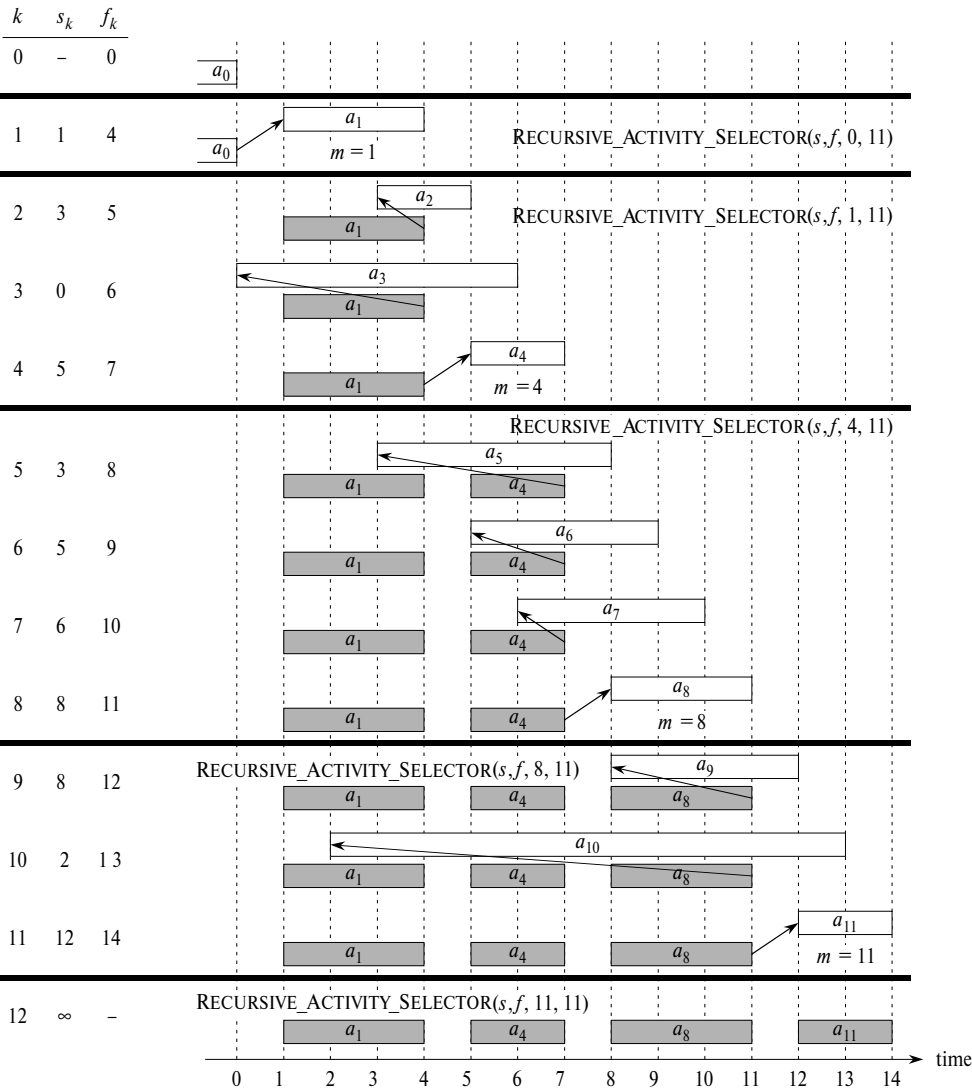 k s_k f_k
0 – 0
a_0
1 1 4
a_1
a_0
m = 1
RECURSIVE_ACTIVITY_SELECTOR(s,f, 0, 11)
2 3 5
a_2
a_1
RECURSIVE_ACTIVITY_SELECTOR(s,f, 1, 11)
3 0 6
a_3
a_1
4 5 7
a_4
a_1
m = 4
RECURSIVE_ACTIVITY_SELECTOR(s,f, 4, 11)
5 3 8
a_5
a_1 a_4
6 5 9
a_6
a_1 a_4
7 6 10
a_7
a_1 a_4
8 8 11
a_8
a_1 a_4
m = 8
9 8 12
RECURSIVE_ACTIVITY_SELECTOR(s,f, 8, 11)
a_9
a_1 a_4 a_8
10 2 1 3
a_10
a_1 a_4 a_8
11 12 14
a_11
a_1 a_4 a_8
m = 11
12 ∞ –
RECURSIVE_ACTIVITY_SELECTOR(s,f, 11, 11)
a_1 a_4 a_8 a_11
time
0 1 2 3 4 5 6 7 8 9 10 11 12 13 14